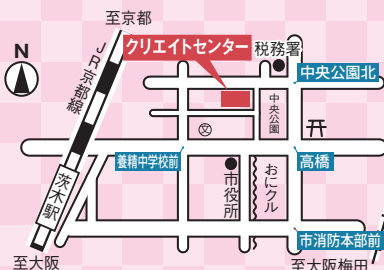 至京都
N
クリエイトセンター
税務署
JR京都線
中央公園北
中央公園
文
養精中学校前
高橋
茨木駅
市役所
おにクル
市消防本部前
至大阪
至大阪梅田